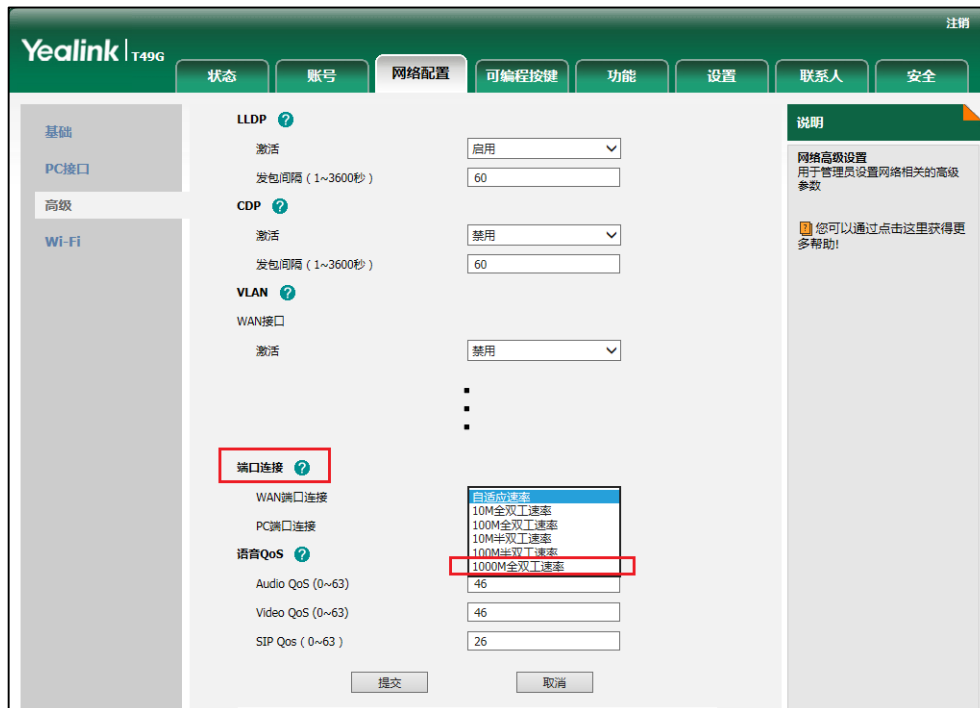 注销
Yealink T49G
状态 账号 网络配置 可编程按键 功能 设置 联系人 安全
基础
PC接口
高级
Wi-Fi
LLDP ?
激活 启用
发包间隔(1~3600秒) 60
CDP ?
激活 禁用
发包间隔(1~3600秒) 60
VLAN ?
WAN接口
激活 禁用
端口连接 ?
WAN端口连接 自适应速率
10M全双工速率
PC端口连接 100M全双工速率
10M半双工速率
语音QoS ? 100M半双工速率
1000M全双工速率
Audio QoS (0~63) 46
Video QoS (0~63) 46
SIP Qos ( 0~63 ) 26
提交 取消
说明
网络高级设置
用于管理员设置网络相关的高级
参数
? 您可以通过点击这里获得更
多帮助!